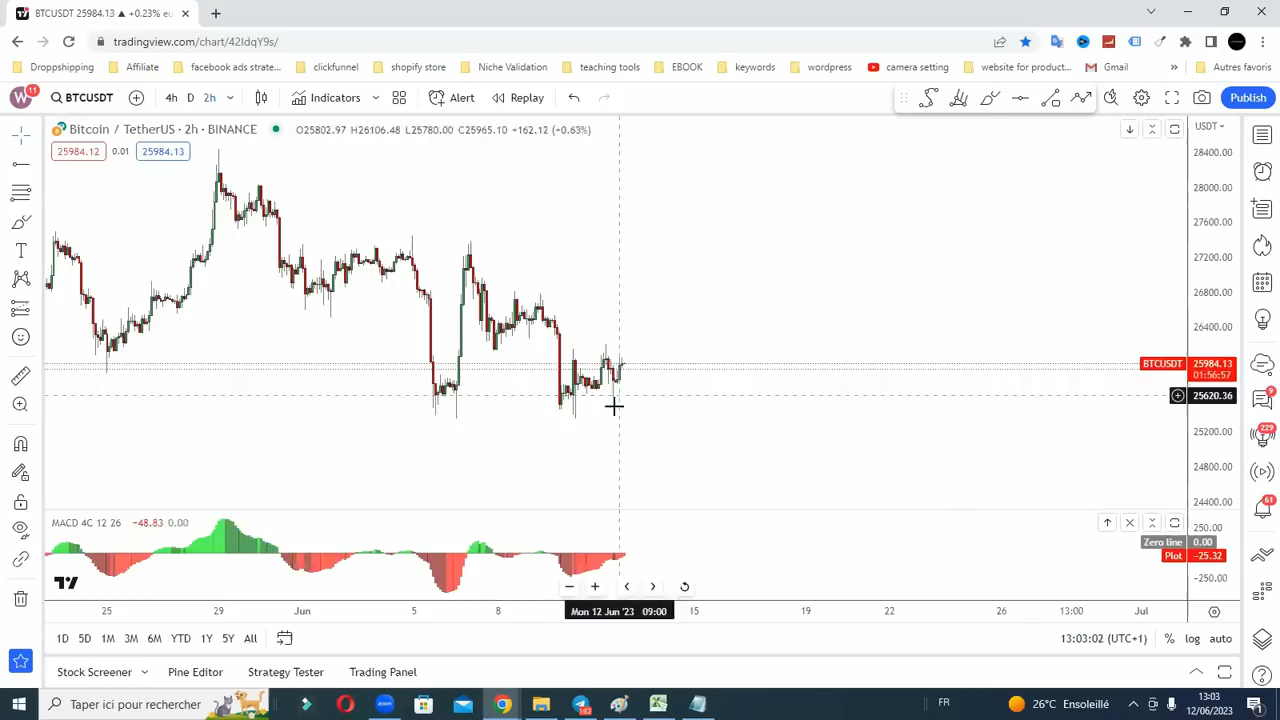 BTCUSDT 25984.13 ▲ +0.23% eu
tradingview.com/chart/42IdqY9s/
Droppshipping Affiliate facebook ads strate... clickfunnel shopify store Niche Validation teaching tools EBOOK keywords wordpress camera setting website for product... Gmail » Autres favoris
W 11 BTCUSDT 4h D 2h Indicators Alert Replay Publish
Bitcoin / TetherUS · 2h · BINANCE O25802.97 H26106.48 L25780.00 C25965.10 +162.12 (+0.63%) USDT
25984.12 0.01 25984.13
28400.00
28000.00
27600.00
27200.00
26800.00
26400.00
BTCUSDT 25984.13
01:56:57
25620.36
25200.00
24800.00
24400.00
9
229
61
MACD 4C 12 26 -48.83 0.00
250.00
Zero line 0.00
Plot -25.32
-250.00
25 29 Jun 5 8 Mon 12 Jun '23 09:00 15 19 22 26 13:00 Jul
1D 5D 1M 3M 6M YTD 1Y 5Y All 13:03:02 (UTC+1) % log auto
Stock Screener Pine Editor Strategy Tester Trading Panel
Taper ici pour rechercher zoom 192 FR 26°C Ensoleillé 13:03
12/06/2023